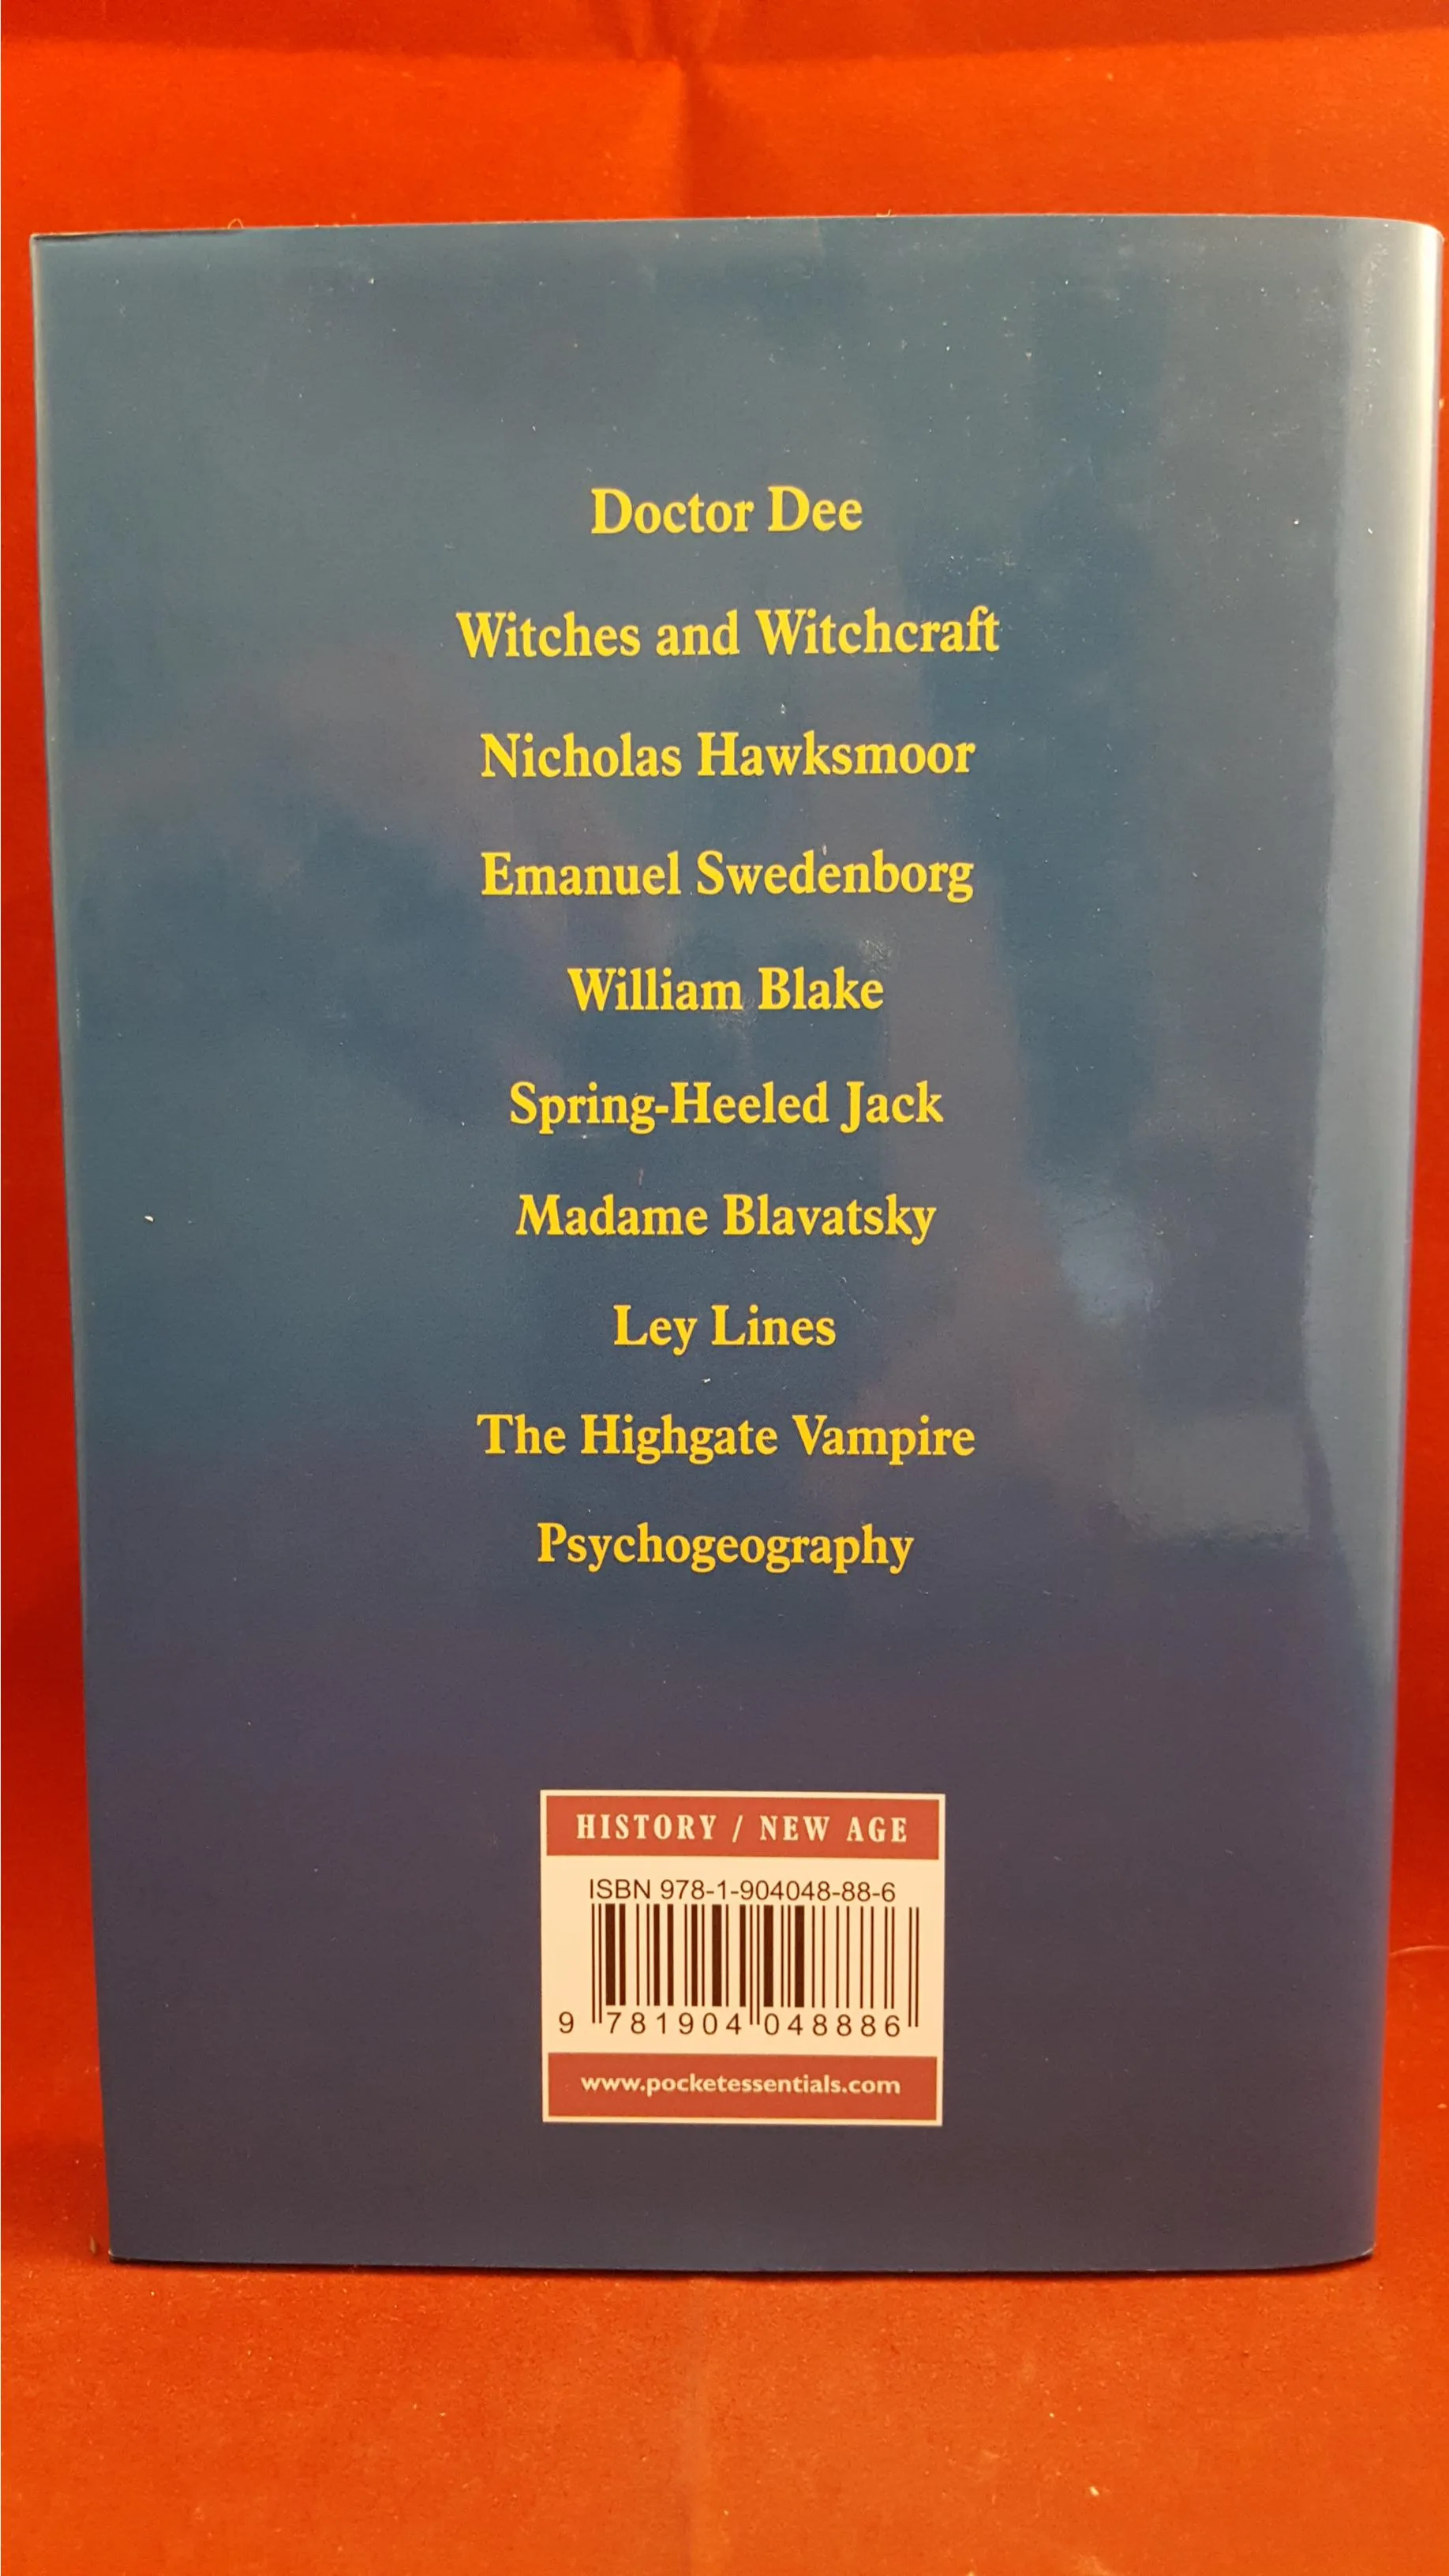 Doctor Dee
Witches and Witchcraft
Nicholas Hawksmoor
Emanuel Swedenborg
William Blake
Spring-Heeled Jack
Madame Blavatsky
Ley Lines
The Highgate Vampire
Psychogeography
HISTORY / NEW AGE
ISBN 978-1-904048-88-6
9 781904 048886
www.pocketessentials.com